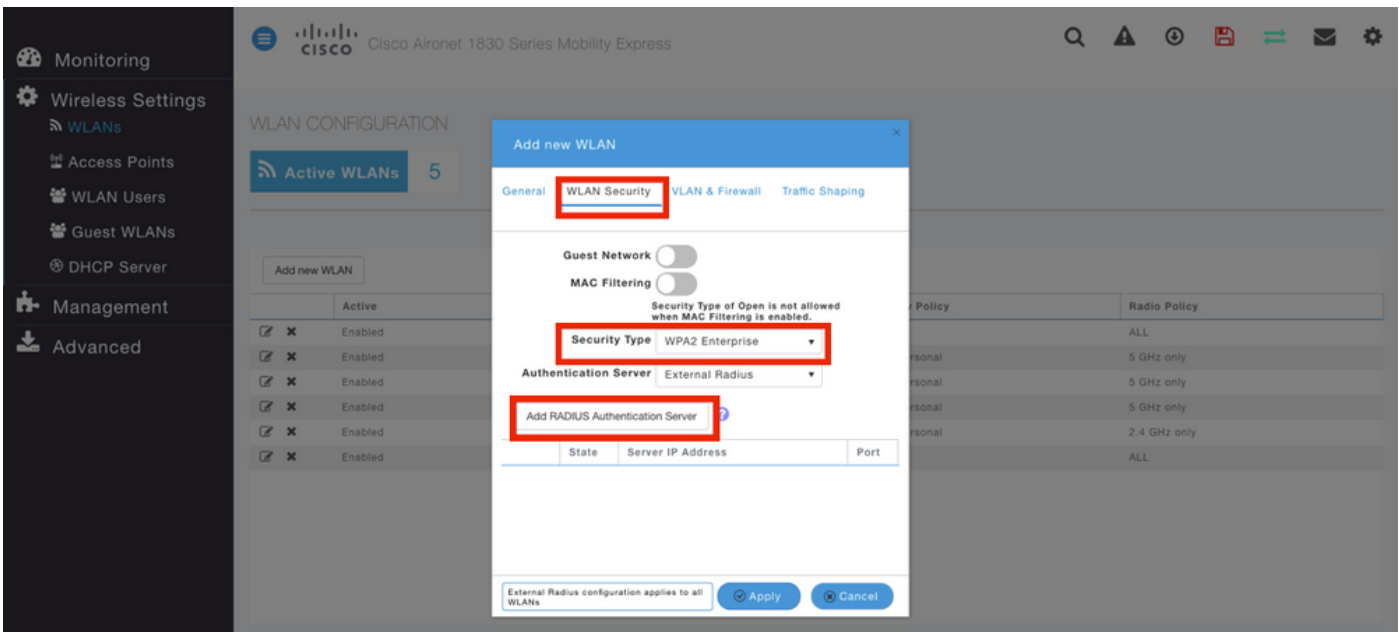 Monitoring
Wireless Settings
WLANs
Access Points
WLAN Users
Guest WLANs
DHCP Server
Management
Advanced
CISCO
Cisco Aironet 1830 Series Mobility Express
WLAN CONFIGURATION
Active WLANs 5
Add new WLAN
Active
Policy
Radio Policy
Enabled
ALL
Enabled
rsonal
5 GHz only
Enabled
rsonal
5 GHz only
Enabled
rsonal
5 GHz only
Enabled
rsonal
2.4 GHz only
Enabled
ALL
Add new WLAN
General WLAN Security VLAN & Firewall Traffic Shaping
Guest Network
MAC Filtering
Security Type of Open is not allowed
when MAC Filtering is enabled.
Security Type WPA2 Enterprise
Authentication Server External Radius
Add RADIUS Authentication Server ?
State Server IP Address Port
External Radius configuration applies to all
WLANs
Apply Cancel